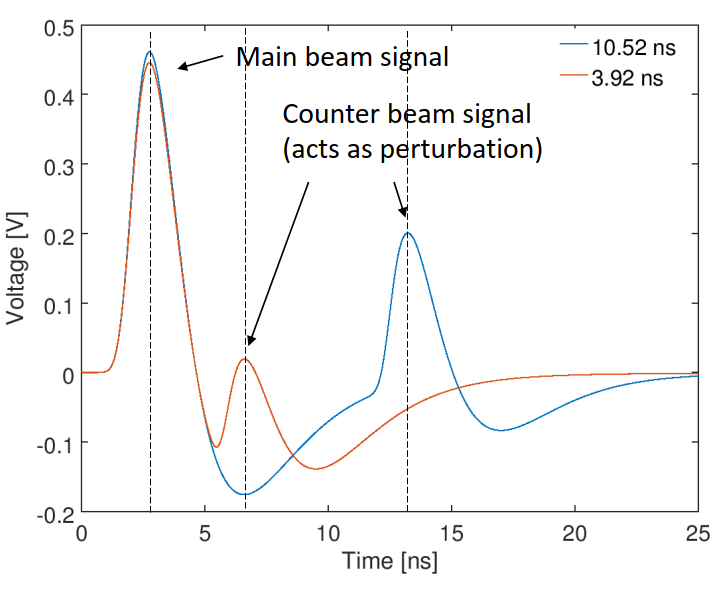 0.5
0.4
0.3
0.2
0.1
0
-0.1
-0.2
Voltage [V]
Main beam signal
Counter beam signal
(acts as perturbation)
10.52 ns
3.92 ns
0 5 10 15 20 25
Time [ns]